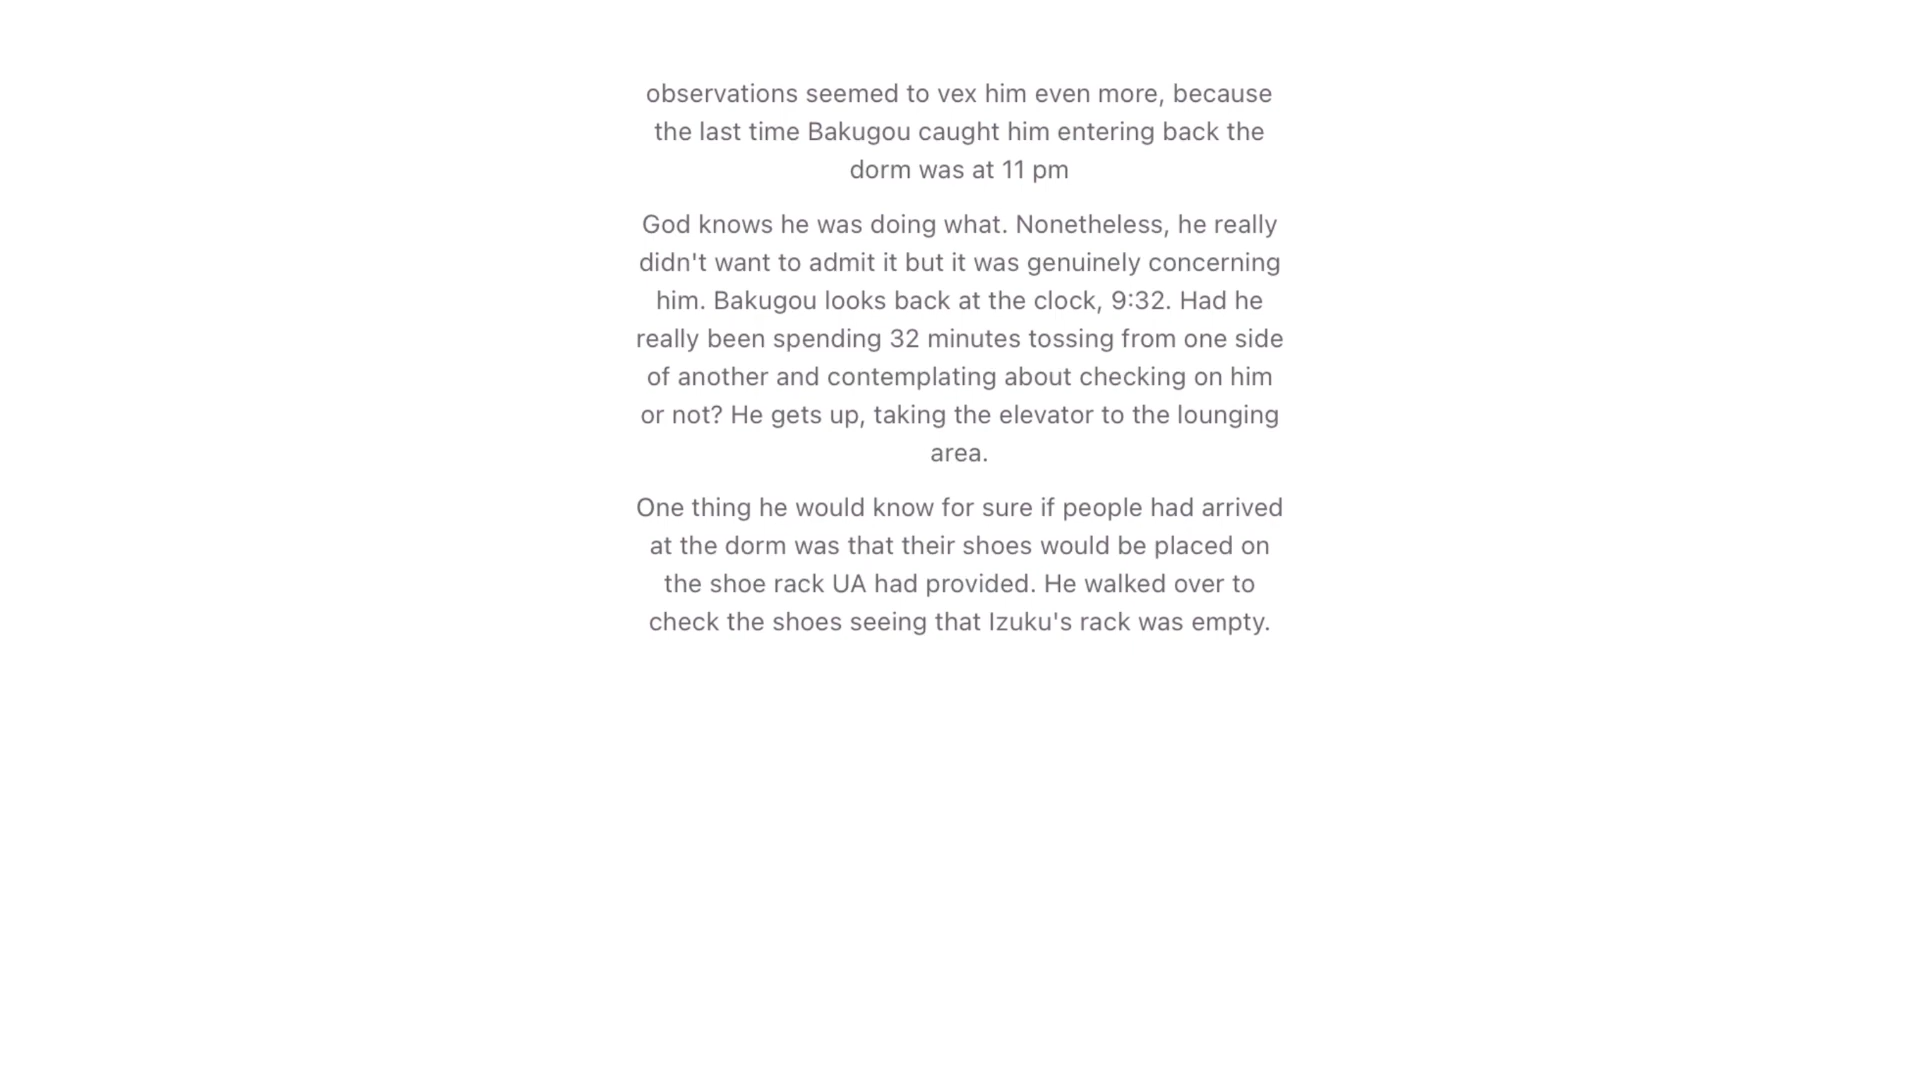 observations seemed to vex him even more, because
the last time Bakugou caught him entering back the
dorm was at 11 pm
God knows he was doing what. Nonetheless, he really
didn't want to admit it but it was genuinely concerning
him. Bakugou looks back at the clock, 9:32. Had he
really been spending 32 minutes tossing from one side
of another and contemplating about checking on him
or not? He gets up, taking the elevator to the lounging
area.
One thing he would know for sure if people had arrived
at the dorm was that their shoes would be placed on
the shoe rack UA had provided. He walked over to
check the shoes seeing that Izuku's rack was empty.